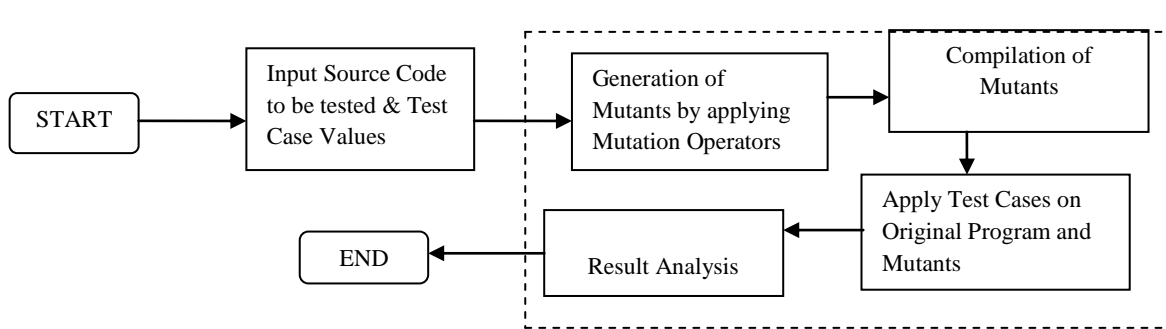 START
Input Source Code
to be tested & Test
Case Values
Generation of
Mutants by applying
Mutation Operators
Compilation of
Mutants
Apply Test Cases on
Original Program and
Mutants
Result Analysis
END